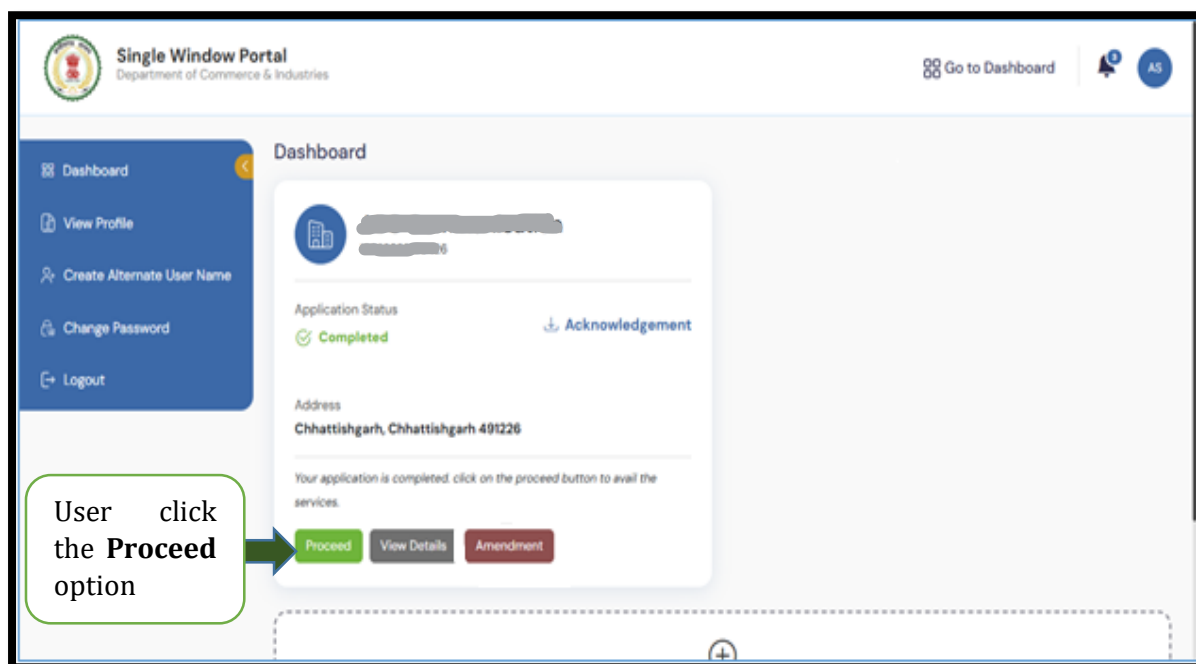 Single Window Portal
Department of Commerce & Industries
Go to Dashboard
3
AS
Dashboard
View Profile
Create Alternate User Name
Change Password
Logout
Dashboard
6
Application Status
Completed
Acknowledgement
Address
Chhattishgarh, Chhattishgarh 491226
Your application is completed. click on the proceed button to avail the
services.
Proceed View Details Amendment
User click
the Proceed
option